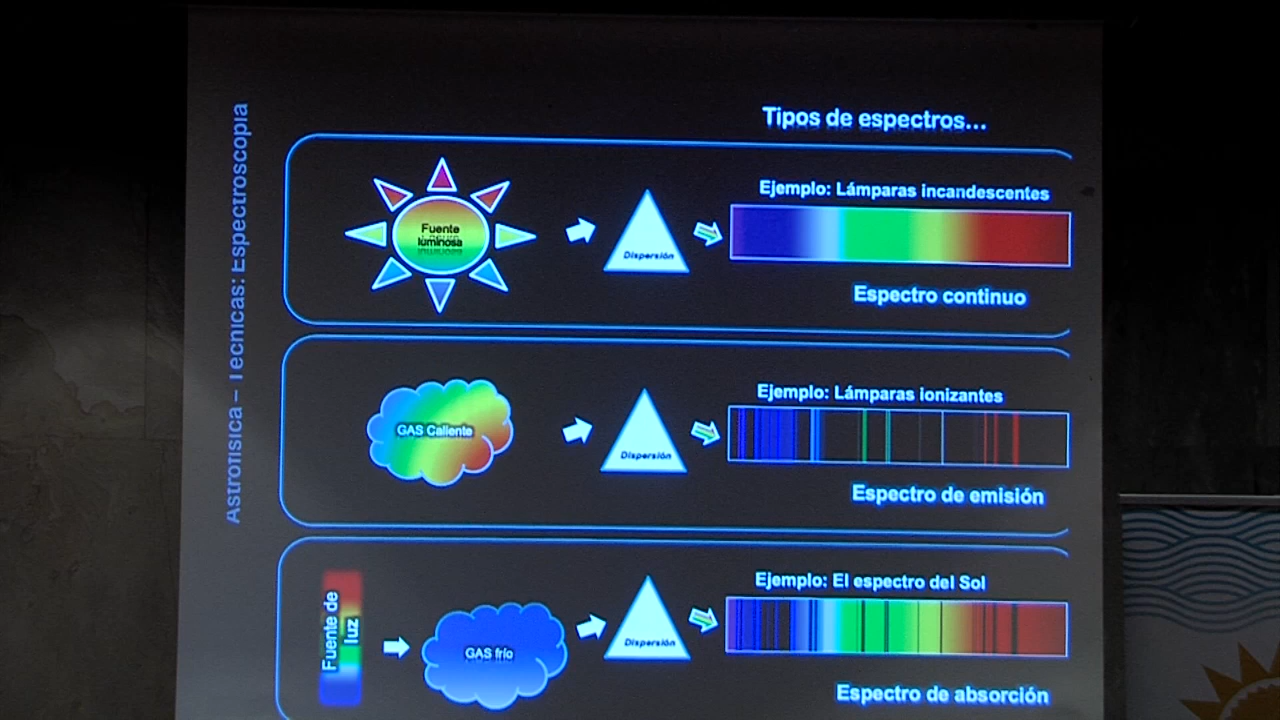 Astrofísica – Técnicas: Espectroscopia
Tipos de espectros...
Fuente
luminosa
Dispersión
Ejemplo: Lámparas incandescentes
Espectro continuo
GAS Caliente
Dispersión
Ejemplo: Lámparas ionizantes
Espectro de emisión
Fuente de
luz
GAS frío
Dispersión
Ejemplo: El espectro del Sol
Espectro de absorción